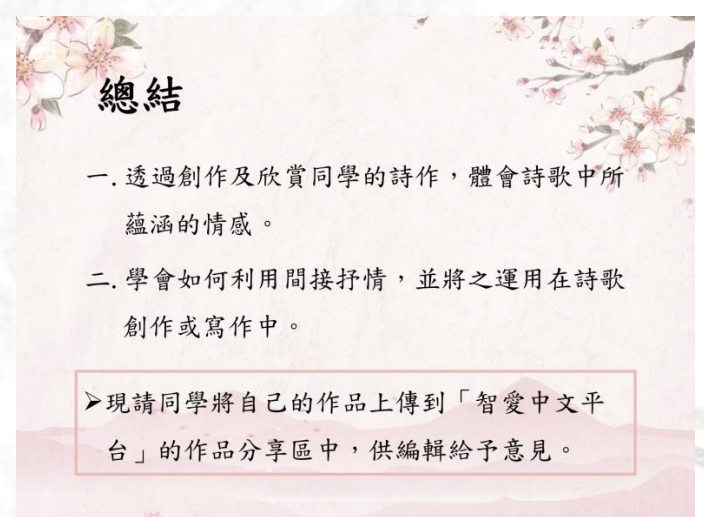 總結
一. 透過創作及欣賞同學的詩作，體會詩歌中所
蘊涵的情感。
二. 學會如何利用間接抒情，並將之運用在詩歌
創作或寫作中。
➢現請同學將自己的作品上傳到「智愛中文平
台」的作品分享區中，供編輯給予意見。